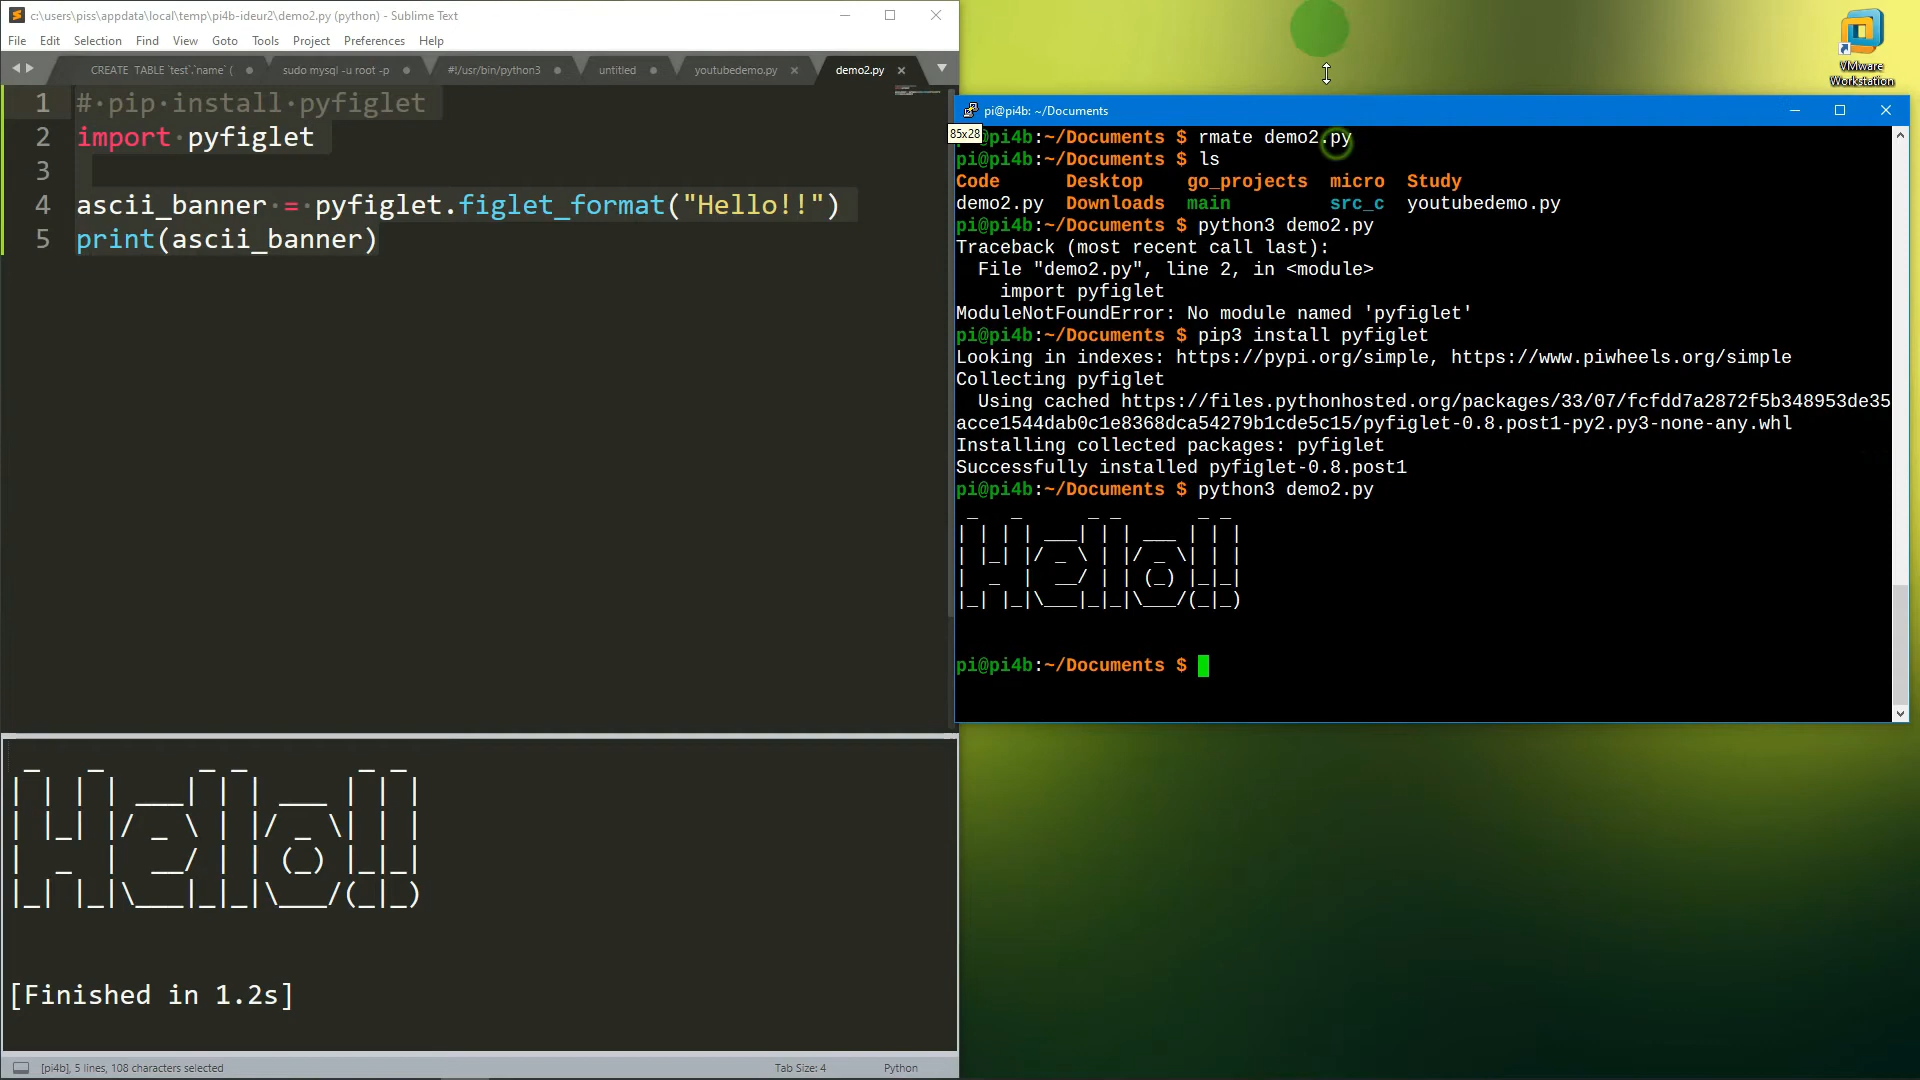 c:\users\piss\appdata\local\temp\pi4b-ideur2\demo2.py (python) - Sublime Text
File Edit Selection Find View Goto Tools Project Preferences Help
CREATE TABLE `test`.`name` ( sudo mysql -u root -p #!/usr/bin/python3 untitled youtubedemo.py demo2.py
1 # pip install pyfiglet
2 import pyfiglet
3
4 ascii_banner = pyfiglet.figlet_format("Hello!!")
5 print(ascii_banner)
Hello!!
[Finished in 1.2s]
[pi4b], 5 lines, 108 characters selected Tab Size: 4 Python
VMware
Workstation
pi@pi4b: ~/Documents
85x28
pi@pi4b:~/Documents $ rmate demo2.py
pi@pi4b:~/Documents $ ls
Code Desktop go_projects micro Study
demo2.py Downloads main src_c youtubedemo.py
pi@pi4b:~/Documents $ python3 demo2.py
Traceback (most recent call last):
File "demo2.py", line 2, in <module>
import pyfiglet
ModuleNotFoundError: No module named 'pyfiglet'
pi@pi4b:~/Documents $ pip3 install pyfiglet
Looking in indexes: https://pypi.org/simple, https://www.piwheels.org/simple
Collecting pyfiglet
Using cached https://files.pythonhosted.org/packages/33/07/fcfdd7a2872f5b348953de35
acce1544dab0c1e8368dca54279b1cde5c15/pyfiglet-0.8.post1-py2.py3-none-any.whl
Installing collected packages: pyfiglet
Successfully installed pyfiglet-0.8.post1
pi@pi4b:~/Documents $ python3 demo2.py
Hello!!
pi@pi4b:~/Documents $